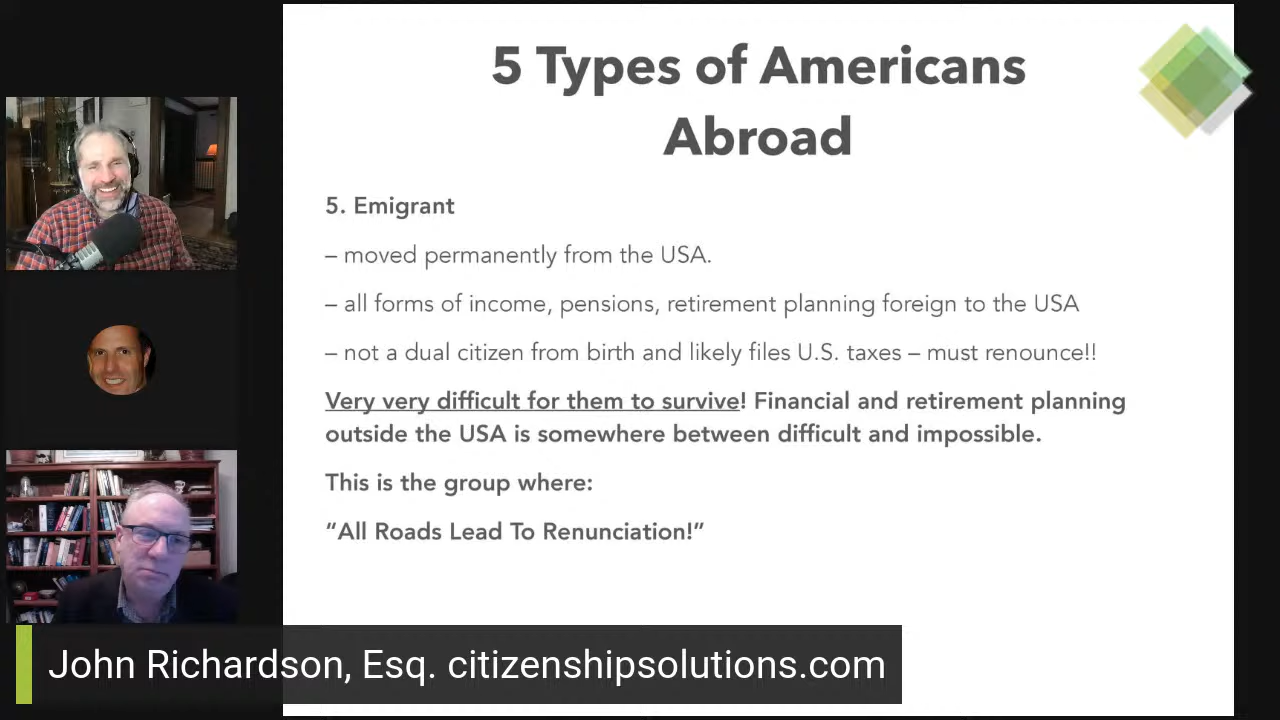 5 Types of Americans
Abroad
5. Emigrant
– moved permanently from the USA.
– all forms of income, pensions, retirement planning foreign to the USA
– not a dual citizen from birth and likely files U.S. taxes – must renounce!!
Very very difficult for them to survive! Financial and retirement planning
outside the USA is somewhere between difficult and impossible.
This is the group where:
“All Roads Lead To Renunciation!”
John Richardson, Esq. citizenshipsolutions.com